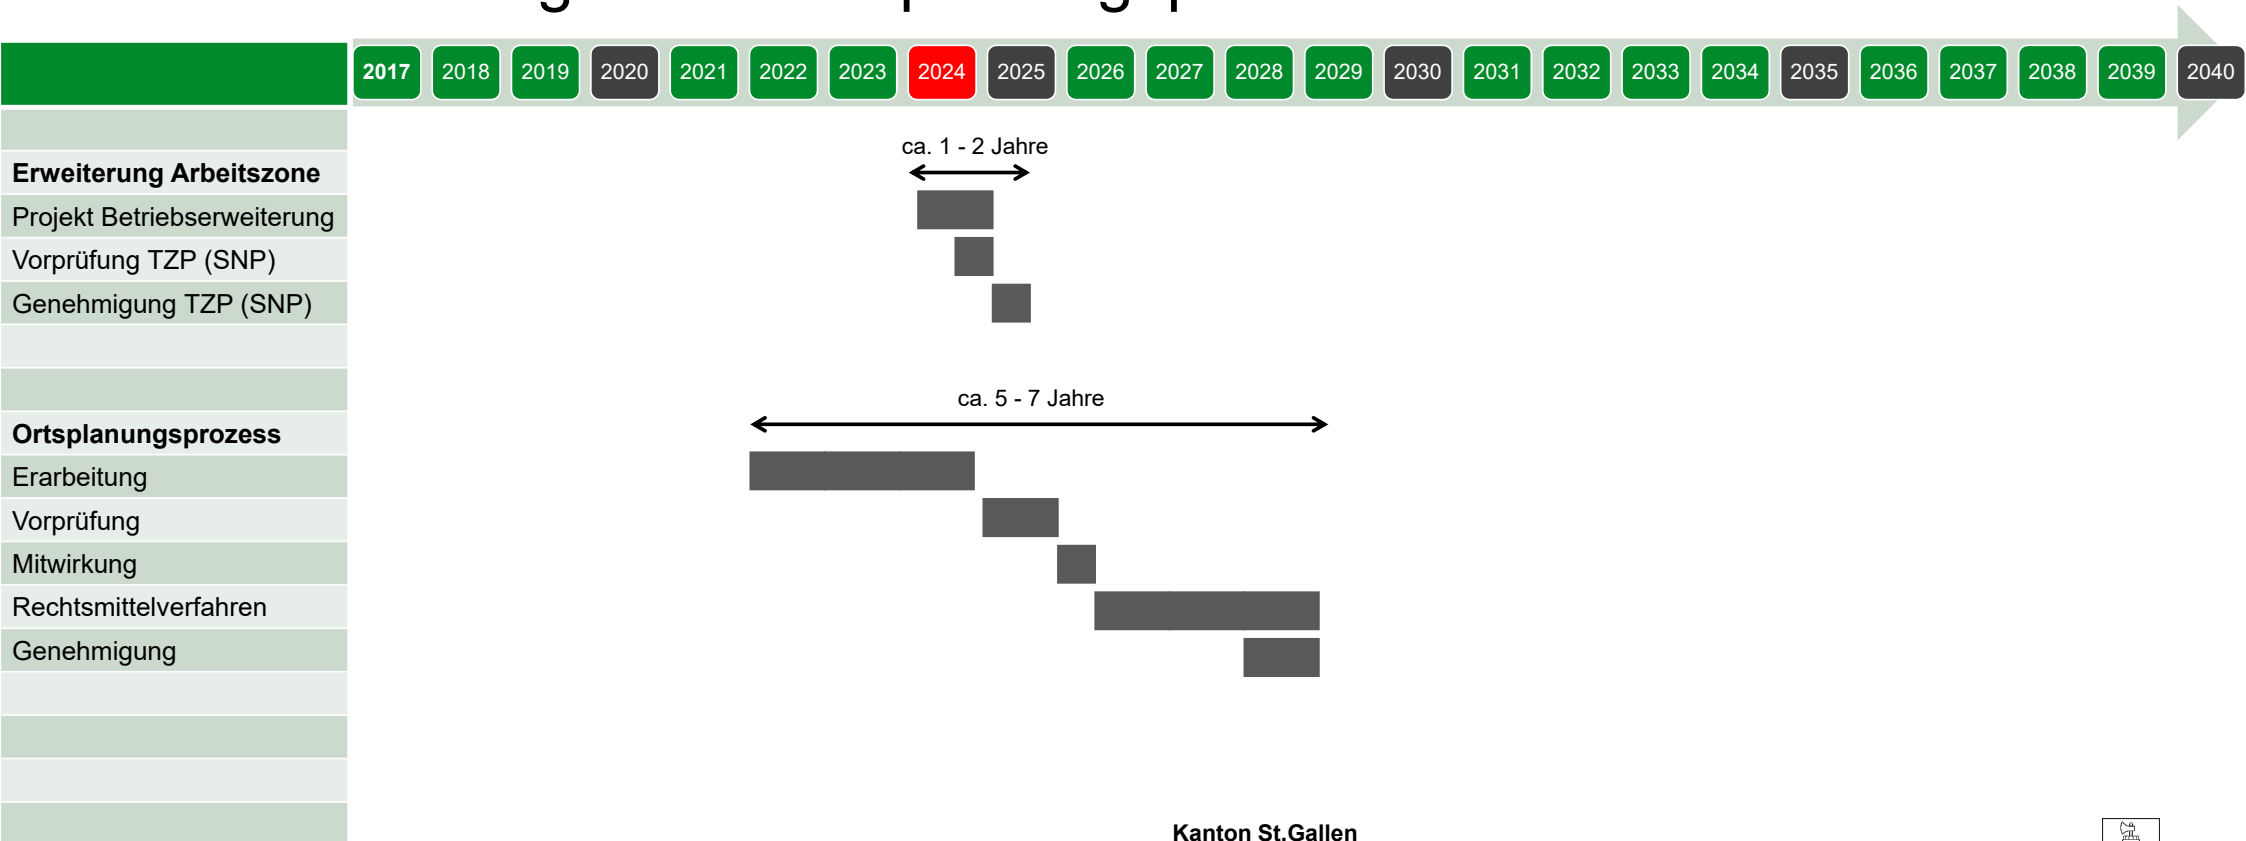 2017 2018 2019 2020 2021 2022 2023 2024 2025 2026 2027 2028 2029 2030 2031 2032 2033 2034 2035 2036 2037 2038 2039 2040
ca. 1 - 2 Jahre
Erweiterung Arbeitszone
Projekt Betriebserweiterung
Vorprüfung TZP (SNP)
Genehmigung TZP (SNP)
ca. 5 - 7 Jahre
Ortsplanungsprozess
Erarbeitung
Vorprüfung
Mitwirkung
Rechtsmittelverfahren
Genehmigung
Kanton St.Gallen